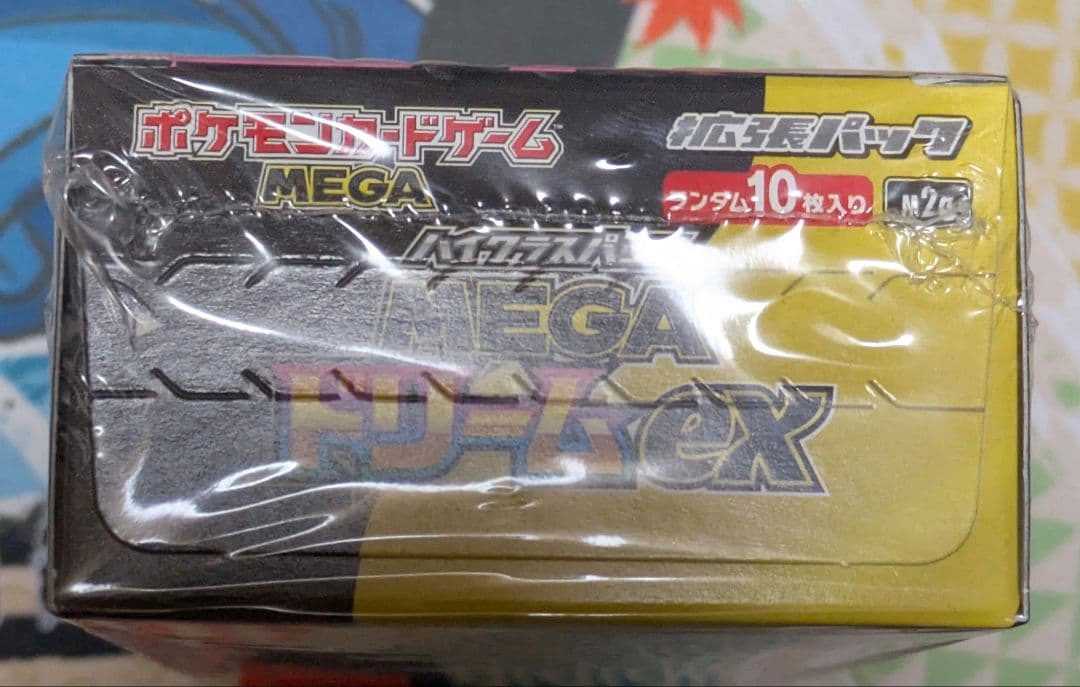 ポケモンカードゲーム™
MEGA
拡張パック
ランダム10枚入り
M2a
ハイクラスパック
MEGA
ドリームex